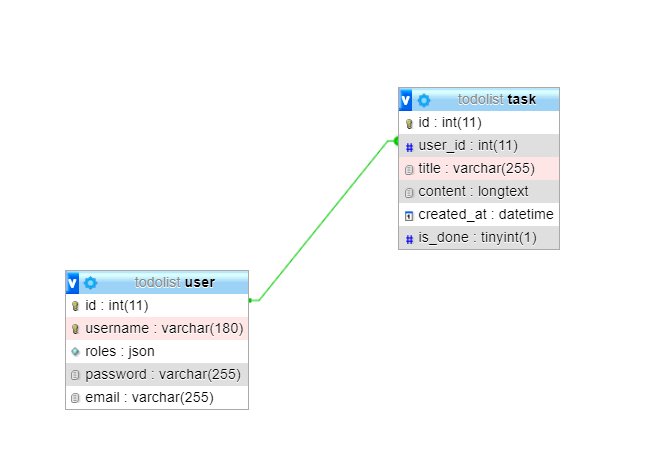 v todolist task
id : int(11)
# user_id : int(11)
title : varchar(255)
content : longtext
created_at : datetime
# is_done : tinyint(1)
v todolist user
id : int(11)
username : varchar(180)
roles : json
password : varchar(255)
email : varchar(255)